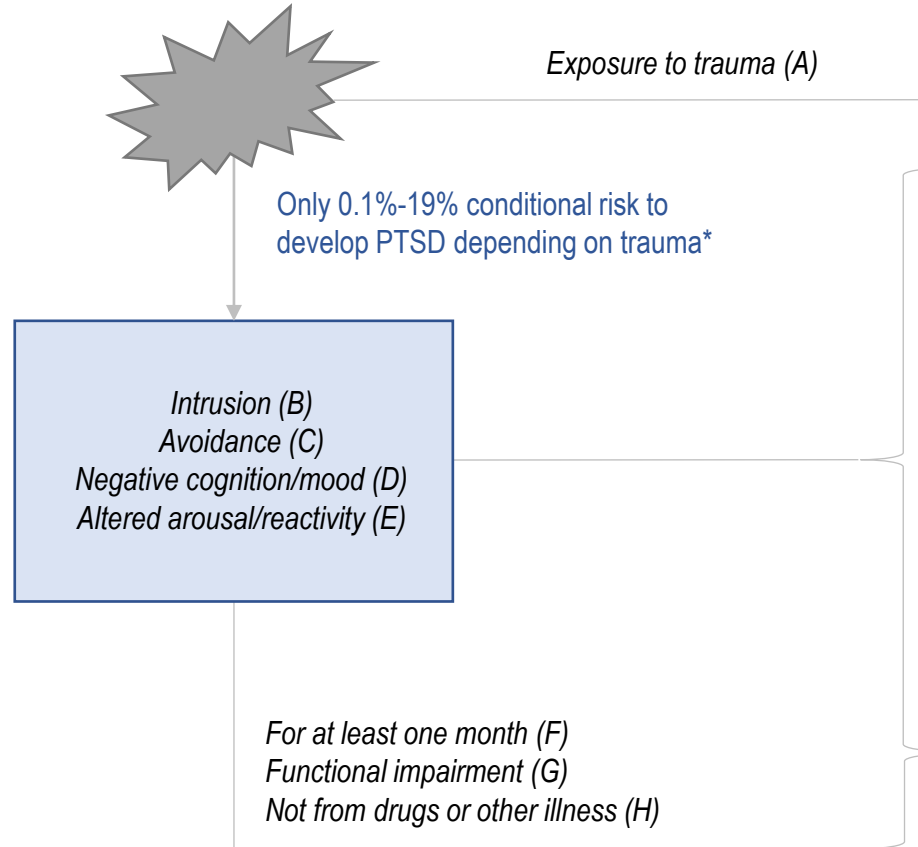 Exposure to trauma (A)
Only 0.1%-19% conditional risk to
develop PTSD depending on trauma*
Intrusion (B)
Avoidance (C)
Negative cognition/mood (D)
Altered arousal/reactivity (E)
For at least one month (F)
Functional impairment (G)
Not from drugs or other illness (H)